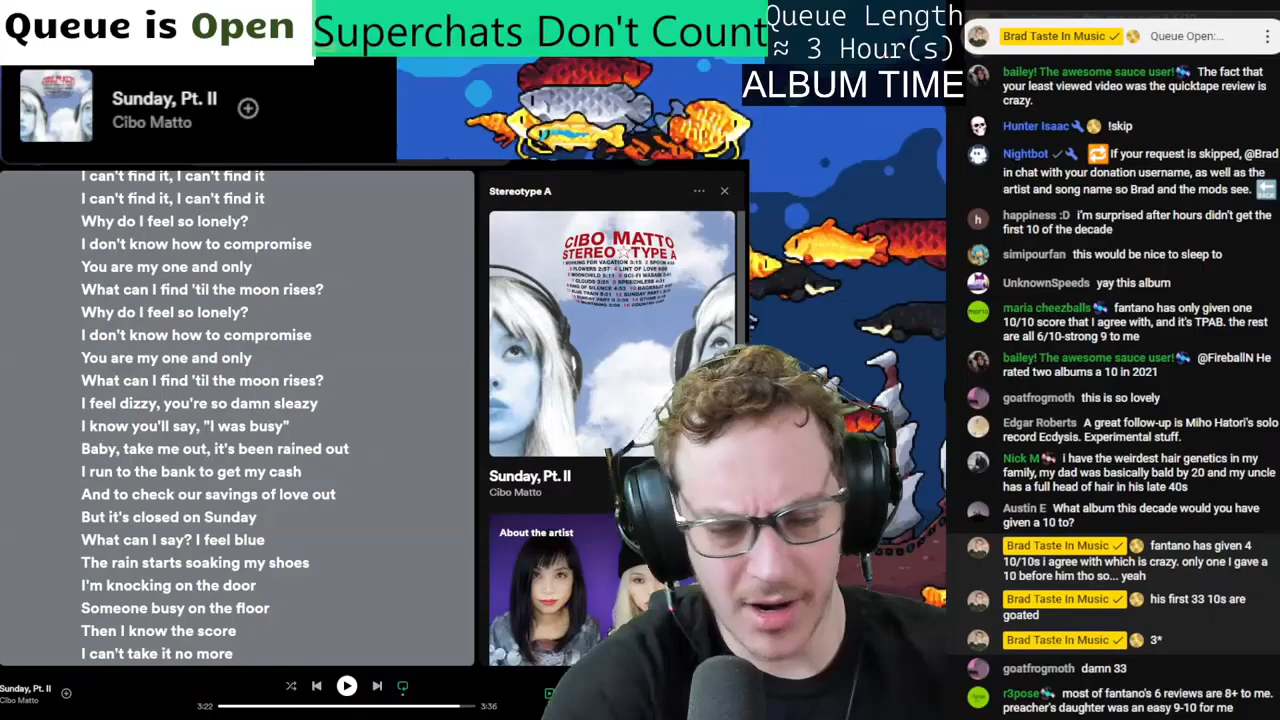 Queue is Open
Superchats Don't Count
Queue Length
≈ 3 Hour(s)
ALBUM TIME
Sunday, Pt. II
Cibo Matto
I can't find it, I can't find it
I can't find it, I can't find it
Why do I feel so lonely?
I don't know how to compromise
You are my one and only
What can I find 'til the moon rises?
Why do I feel so lonely?
I don't know how to compromise
You are my one and only
What can I find 'til the moon rises?
I feel dizzy, you're so damn sleazy
I know you'll say, "I was busy"
Baby, take me out, it's been rained out
I run to the bank to get my cash
And to check our savings of love out
But it's closed on Sunday
What can I say? I feel blue
The rain starts soaking my shoes
I'm knocking on the door
Someone busy on the floor
Then I know the score
I can't take it no more
Sunday, Pt. II
Cibo Matto
3:22
3:36
Stereotype A
CIBO MATTO
STEREO☆TYPE A
Sunday, Pt. II
Cibo Matto
About the artist
Brad Taste In Music ✓ Queue Open:...
bailey! The awesome sauce user! The fact that
your least viewed video was the quicktape review is
crazy.
Hunter Isaac !skip
Nightbot ✓ If your request is skipped, @Brad
in chat with your donation username, as well as the
artist and song name so Brad and the mods see.
BACK
happiness :D i'm surprised after hours didn't get the
first 10 of the decade
simipourfan this would be nice to sleep to
UnknownSpeeds yay this album
maria cheezballs fantano has only given one
10/10 score that I agree with, and it's TPAB. the rest
are all 6/10-strong 9 to me
bailey! The awesome sauce user! @FireballN He
rated two albums a 10 in 2021
goatfrogmoth this is so lovely
Edgar Roberts A great follow-up is Miho Hatori's solo
record Ecdysis. Experimental stuff.
Nick M i have the weirdest hair genetics in my
family, my dad was basically bald by 20 and my uncle
has a full head of hair in his late 40s
Austin E What album this decade would you have
given a 10 to?
Brad Taste In Music ✓ fantano has given 4
10/10s i agree with which is crazy. only one I gave a
10 before him tho so... yeah
Brad Taste In Music ✓ his first 33 10s are
goated
Brad Taste In Music ✓ 3*
goatfrogmoth damn 33
r3pose most of fantano's 6 reviews are 8+ to me.
preacher's daughter was an easy 9-10 for me